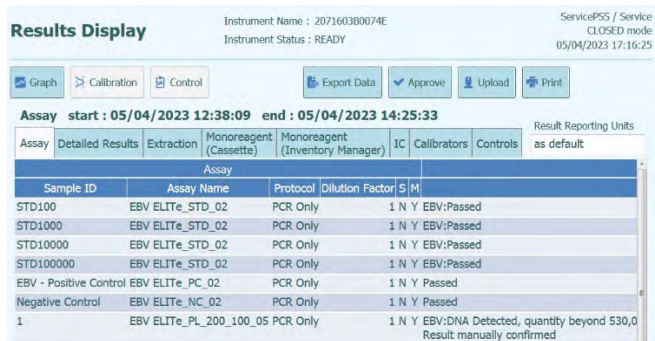 Results Display
Instrument Name : 207160380074E
Instrument Status : READY
ServicePSS / Service
CLOSED mode
05/04/2023 17:16:25
Graph Calibration Control Export Data Approve Upload Print
Assay start : 05/04/2023 12:38:09 end : 05/04/2023 14:25:33
Result Reporting Units
as default
Assay Detailed Results Extraction Monoreagent (Cassette) Monoreagent (Inventory Manager) IC Calibrators Controls
Assay
Sample ID Assay Name Protocol Dilution Factor S M
STD100 EBV ELITe_STD_02 PCR Only 1 N Y EBV:Passed
STD1000 EBV ELITe_STD_02 PCR Only 1 N Y EBV:Passed
STD10000 EBV ELITe_STD_02 PCR Only 1 N Y EBV:Passed
STD100000 EBV ELITe_STD_02 PCR Only 1 N Y EBV:Passed
EBV - Positive Control EBV ELITe_PC_02 PCR Only 1 N Y Passed
Negative Control EBV ELITe_NC_02 PCR Only 1 N Y Passed
1 EBV ELITe_PL_200_100_05 PCR Only 1 N Y EBV:DNA Detected, quantity beyond 530,0
Result manually confirmed